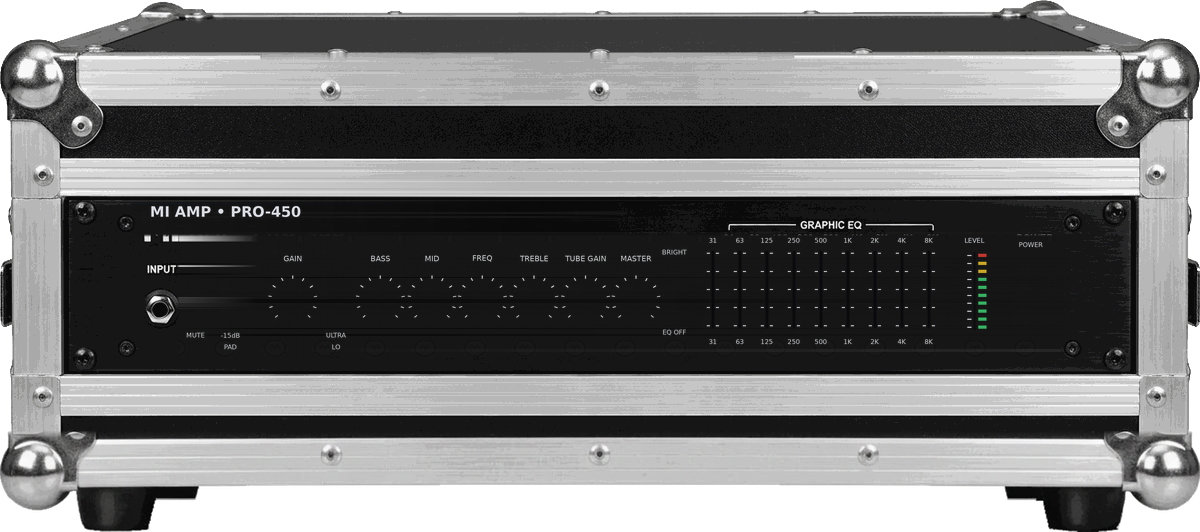 MI AMP • PRO-450
GRAPHIC EQ
31 63 125 250 500 1K 2K 4K 8K
LEVEL
POWER
BRIGHT
GAIN BASS MID FREQ TREBLE TUBE GAIN MASTER
INPUT
EQ OFF
MUTE -15dB ULTRA
PAD LO
31 63 125 250 500 1K 2K 4K 8K